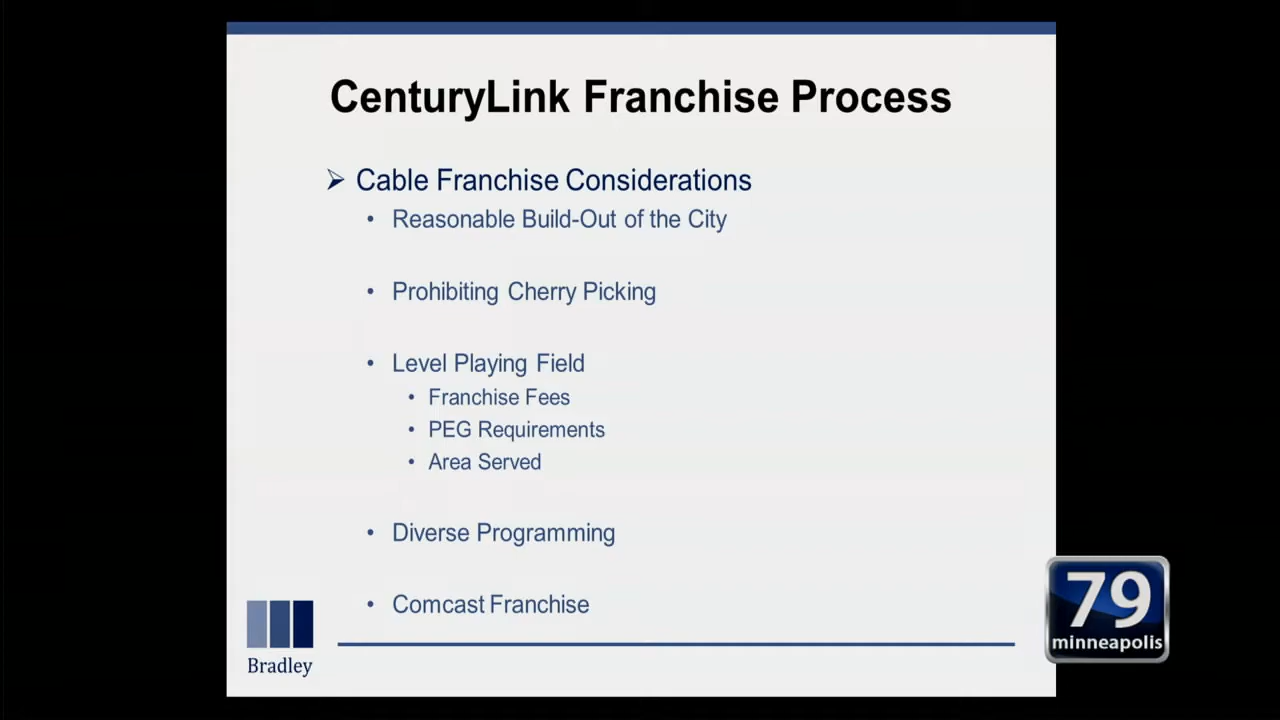 CenturyLink Franchise Process
➢ Cable Franchise Considerations
• Reasonable Build-Out of the City
• Prohibiting Cherry Picking
• Level Playing Field
• Franchise Fees
• PEG Requirements
• Area Served
• Diverse Programming
• Comcast Franchise
Bradley
79
minneapolis